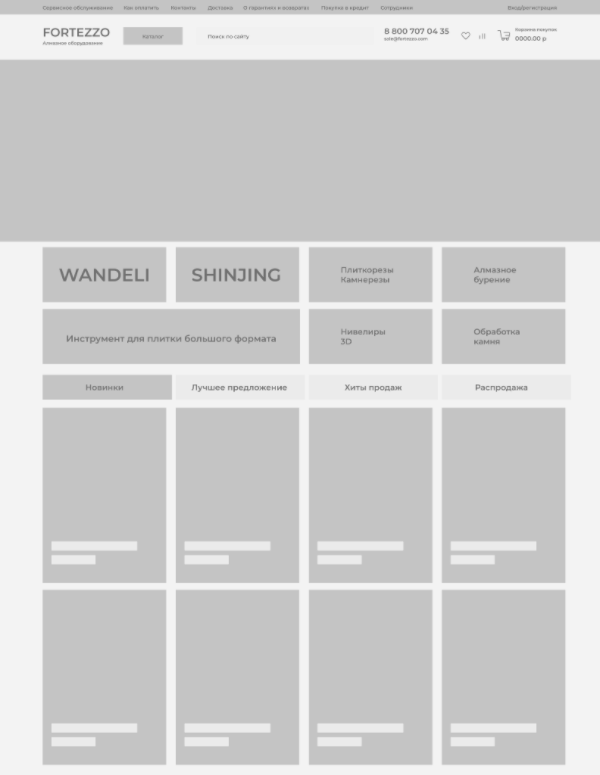 Сервисное обслуживание Как оплатить Контакты Доставка О гарантии и возвратах Покупка в кредит Сотрудники Вход/регистрация
FORTEZZO
Алмазное оборудование
Каталог
Поиск по сайту
8 800 707 04 35
sale@fortezzo.com
Корзина покупок
0000.00 р
WANDELI SHINJING
Плиткорезы
Камнерезы
Алмазное
бурение
Инструмент для плитки большого формата
Нивелиры
3D
Обработка
камня
Новинки Лучшее предложение Хиты продаж Распродажа